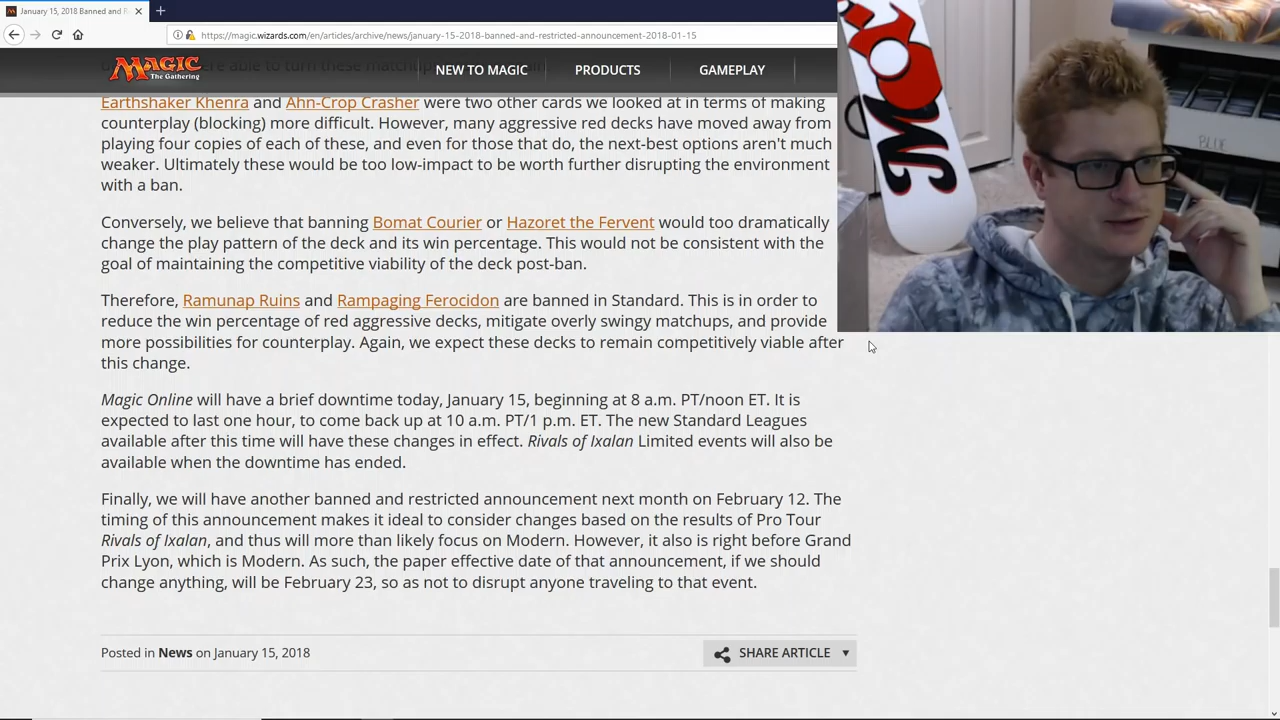 January 15, 2018 Banned and R
https://magic.wizards.com/en/articles/archive/news/january-15-2018-banned-and-restricted-announcement-2018-01-15
MAGIC
The Gathering
NEW TO MAGIC
PRODUCTS
GAMEPLAY
Earthshaker Khenra and Ahn-Crop Crasher were two other cards we looked at in terms of making
counterplay (blocking) more difficult. However, many aggressive red decks have moved away from
playing four copies of each of these, and even for those that do, the next-best options aren't much
weaker. Ultimately these would be too low-impact to be worth further disrupting the environment
with a ban.
Conversely, we believe that banning Bomat Courier or Hazoret the Fervent would too dramatically
change the play pattern of the deck and its win percentage. This would not be consistent with the
goal of maintaining the competitive viability of the deck post-ban.
Therefore, Ramunap Ruins and Rampaging Ferocidon are banned in Standard. This is in order to
reduce the win percentage of red aggressive decks, mitigate overly swingy matchups, and provide
more possibilities for counterplay. Again, we expect these decks to remain competitively viable after
this change.
Magic Online will have a brief downtime today, January 15, beginning at 8 a.m. PT/noon ET. It is
expected to last one hour, to come back up at 10 a.m. PT/1 p.m. ET. The new Standard Leagues
available after this time will have these changes in effect. Rivals of Ixalan Limited events will also be
available when the downtime has ended.
Finally, we will have another banned and restricted announcement next month on February 12. The
timing of this announcement makes it ideal to consider changes based on the results of Pro Tour
Rivals of Ixalan, and thus will more than likely focus on Modern. However, it also is right before Grand
Prix Lyon, which is Modern. As such, the paper effective date of that announcement, if we should
change anything, will be February 23, so as not to disrupt anyone traveling to that event.
Posted in News on January 15, 2018
SHARE ARTICLE
BLUE